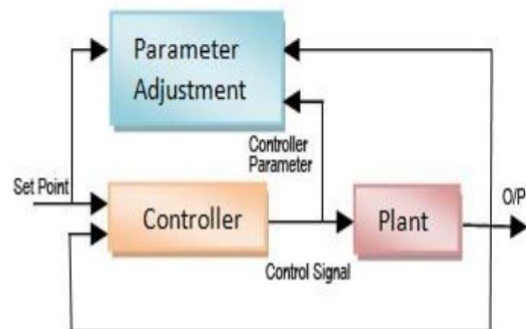 Parameter
Adjustment
Controller
Parameter
Set Point
Controller
Plant
O/P
Control Signal